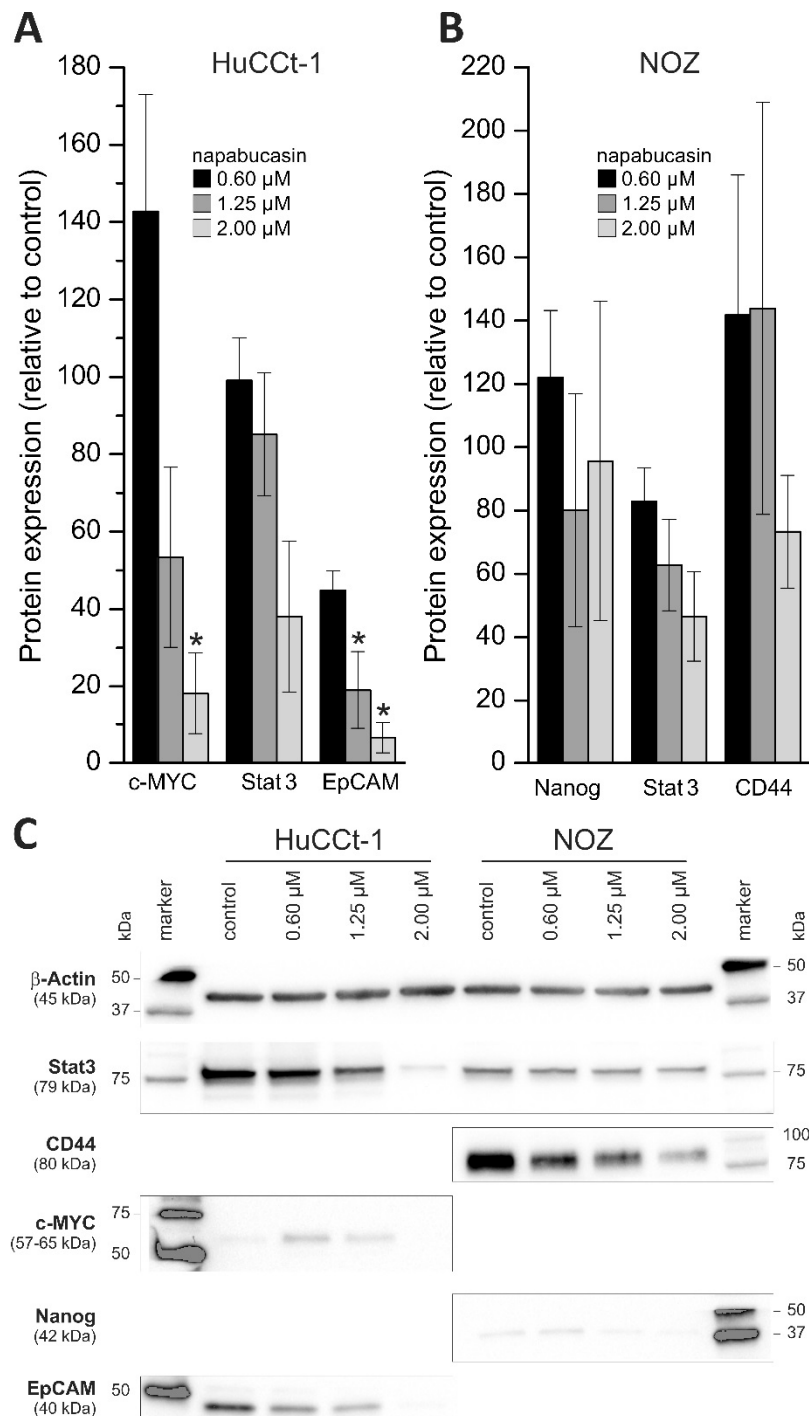 A
HuCCt-1
Protein expression (relative to control)
180
160
140
120
100
80
60
40
20
0
napabucasin
0.60 µM
1.25 µM
2.00 µM
*
*
*
c-MYC Stat 3 EpCAM
B
NOZ
Protein expression (relative to control)
220
200
180
160
140
120
100
80
60
40
20
0
napabucasin
0.60 µM
1.25 µM
2.00 µM
Nanog Stat 3 CD44
C
HuCCt-1 NOZ
kDa marker control 0.60 µM 1.25 µM 2.00 µM control 0.60 µM 1.25 µM 2.00 µM marker kDa
β-Actin
(45 kDa)
50 -
37 -
- 50
37
Stat3
(79 kDa)
75
- 75
CD44
(80 kDa)
100
75
c-MYC
(57-65 kDa)
75 -
50
Nanog
(42 kDa)
- 50
- 37
EpCAM
(40 kDa)
50